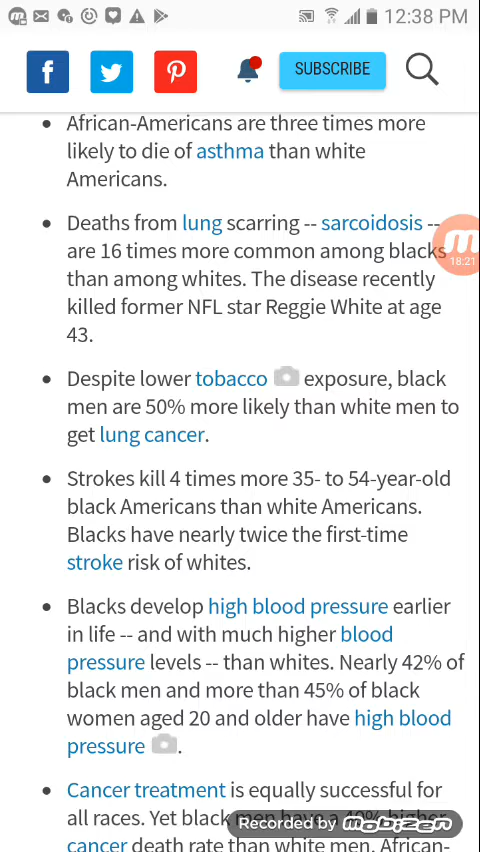 12:38 PM
SUBSCRIBE
African-Americans are three times more
likely to die of asthma than white
Americans.
Deaths from lung scarring -- sarcoidosis --
are 16 times more common among blacks
than among whites. The disease recently
killed former NFL star Reggie White at age
43.
18:21
Despite lower tobacco exposure, black
men are 50% more likely than white men to
get lung cancer.
Strokes kill 4 times more 35- to 54-year-old
black Americans than white Americans.
Blacks have nearly twice the first-time
stroke risk of whites.
Blacks develop high blood pressure earlier
in life -- and with much higher blood
pressure levels -- than whites. Nearly 42% of
black men and more than 45% of black
women aged 20 and older have high blood
pressure.
Cancer treatment is equally successful for
all races. Yet black men have a 40% higher
cancer death rate than white men. African-
Recorded by mobizen